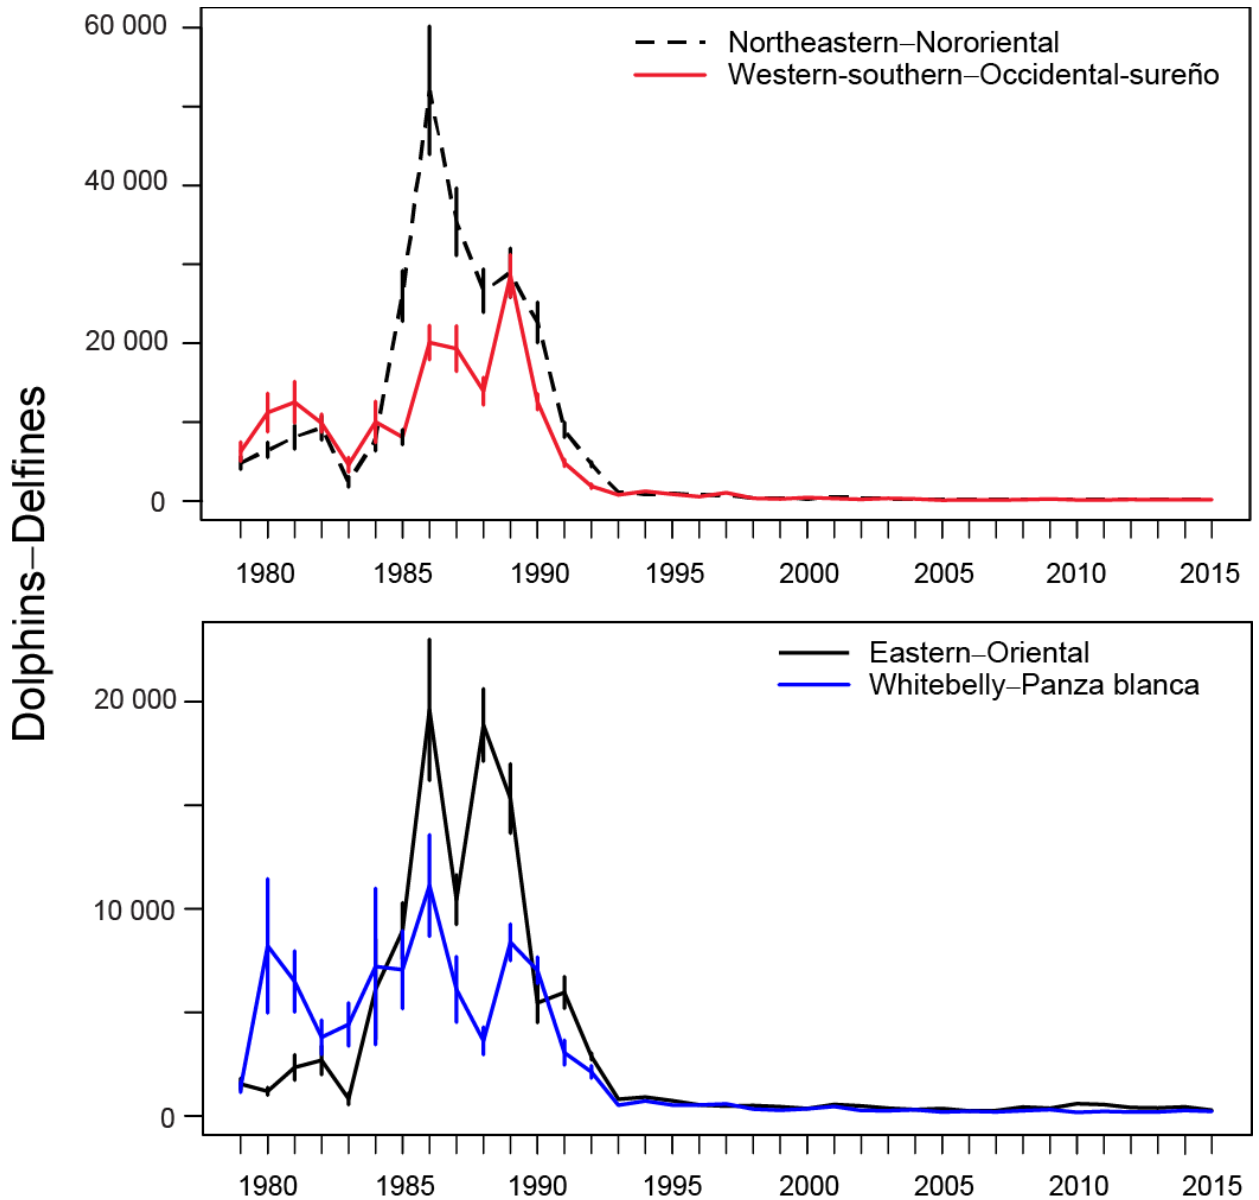 Dolphins–Delfines
60 000
40 000
20 000
0
Northeastern–Nororiental
Western-southern–Occidental-sureño
1980 1985 1990 1995 2000 2005 2010 2015
20 000
10 000
0
Eastern–Oriental
Whitebelly–Panza blanca
1980 1985 1990 1995 2000 2005 2010 2015